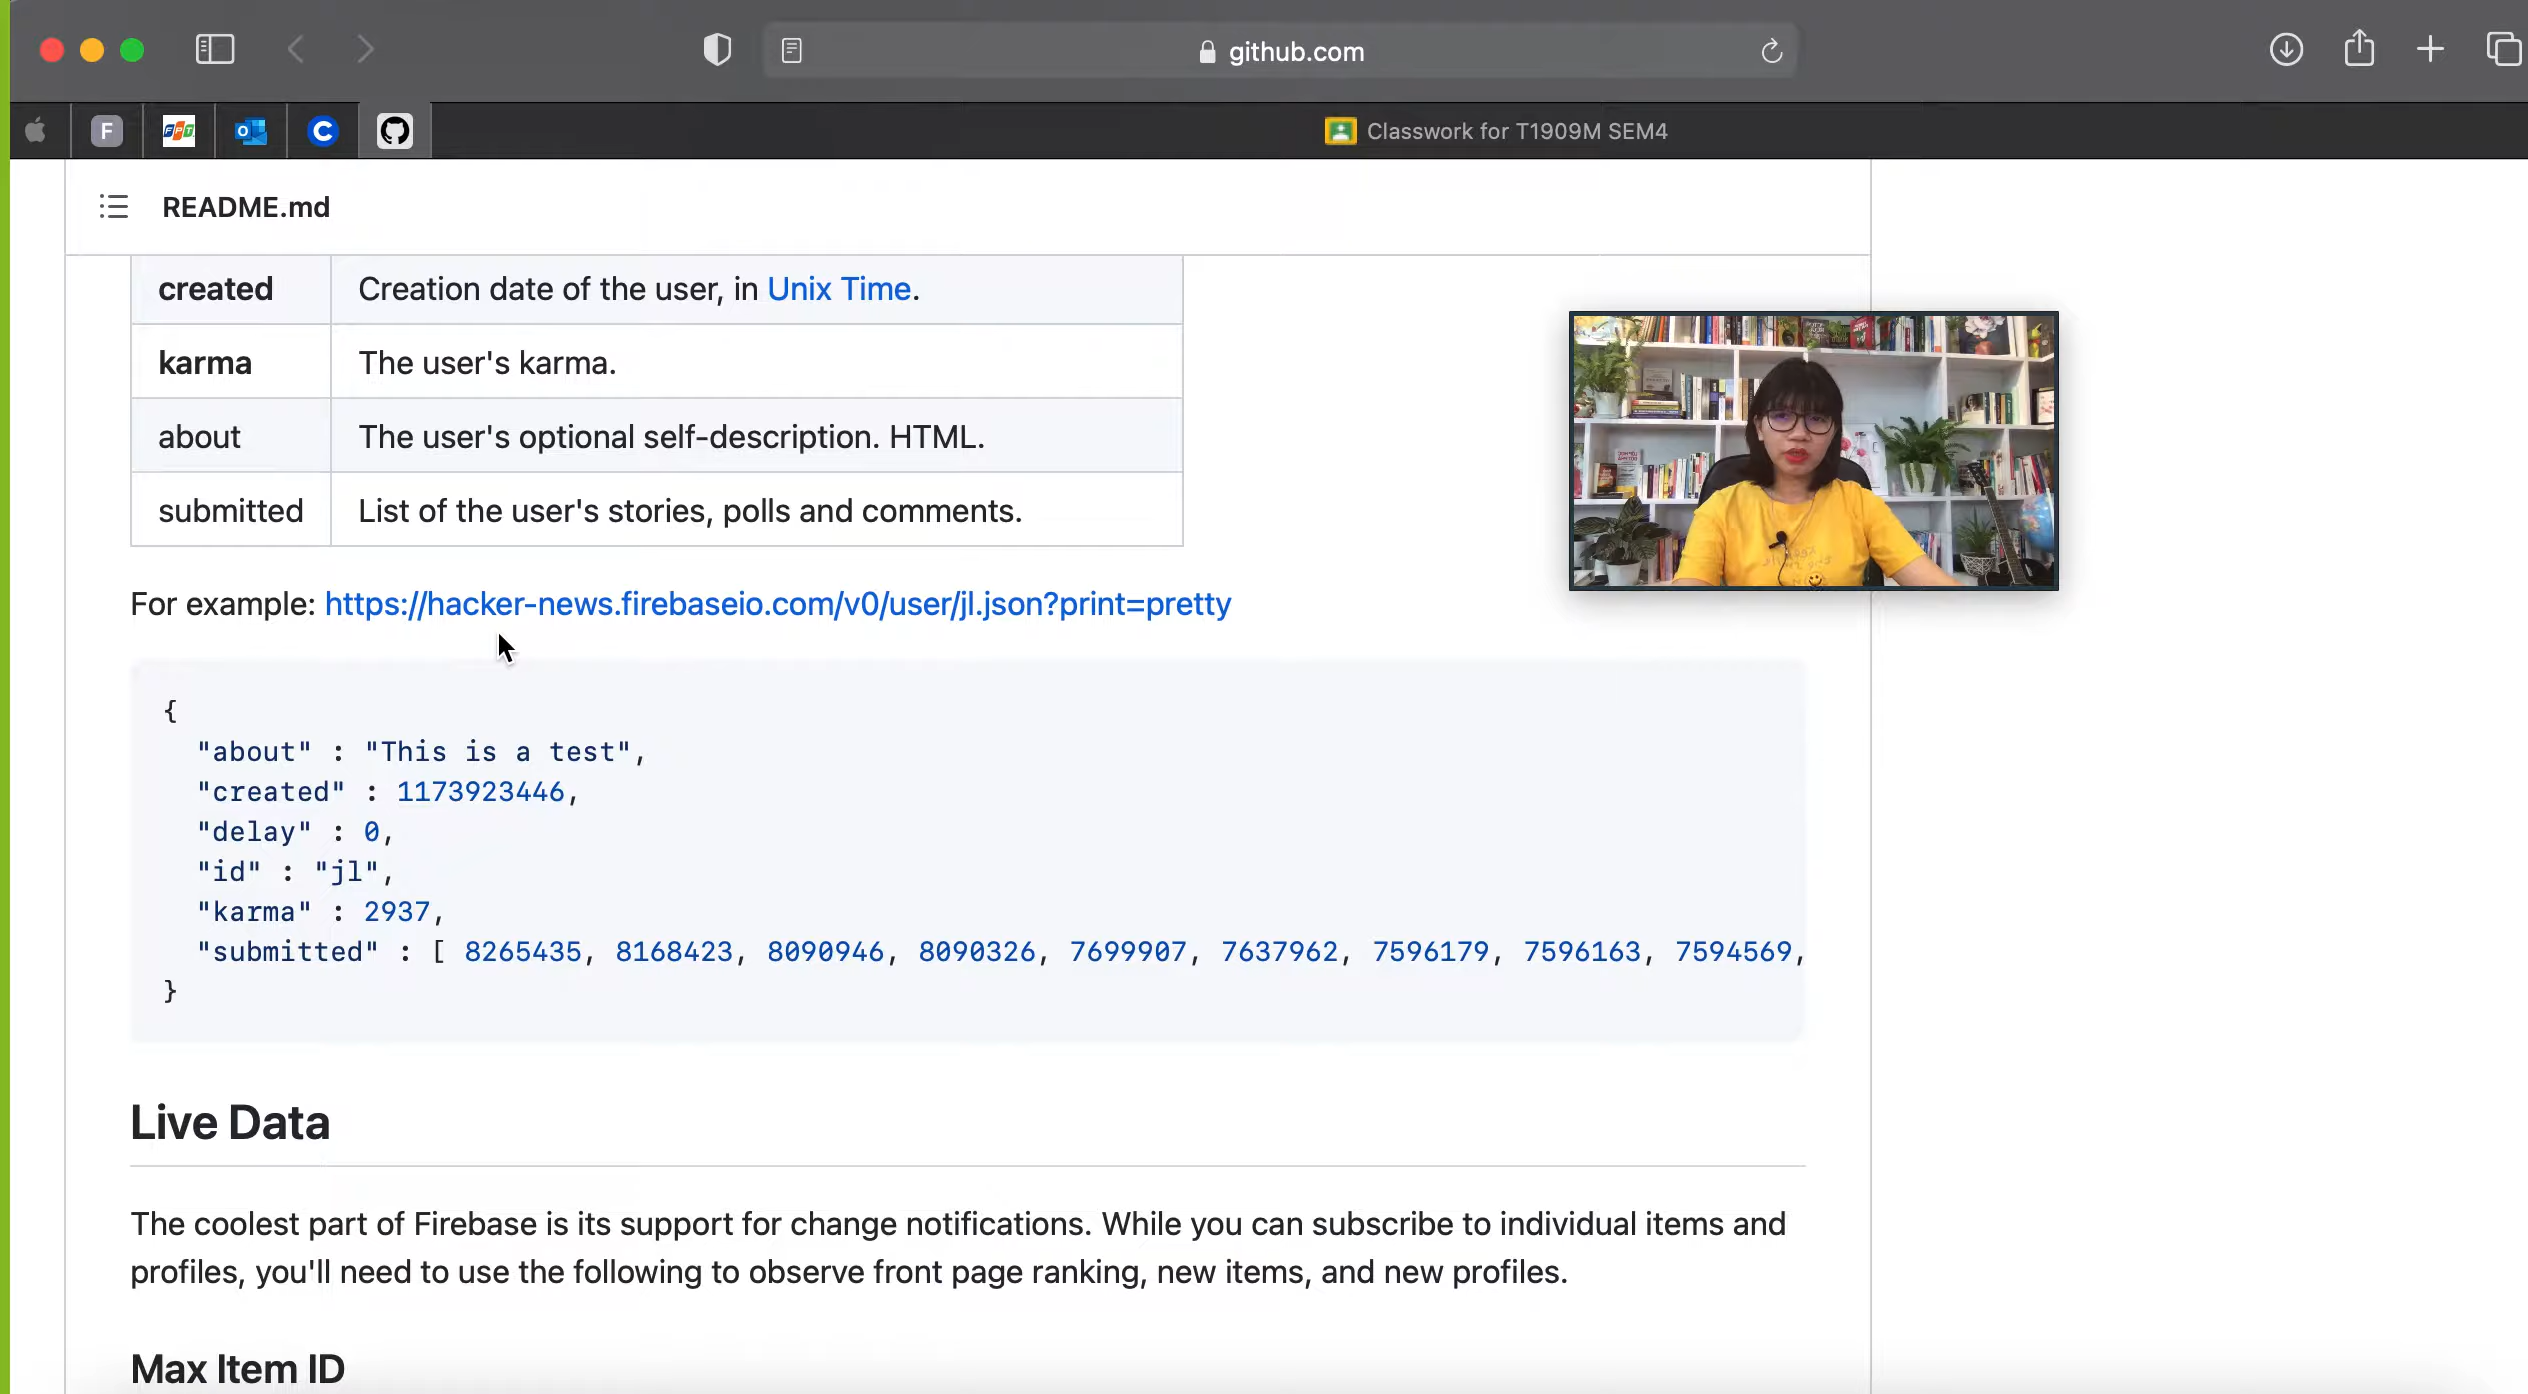 github.com
F
FPT
O
C
Classwork for T1909M SEM4
README.md
created Creation date of the user, in Unix Time.
karma The user's karma.
about The user's optional self-description. HTML.
submitted List of the user's stories, polls and comments.
For example: https://hacker-news.firebaseio.com/v0/user/jl.json?print=pretty
{
"about" : "This is a test",
"created" : 1173923446,
"delay" : 0,
"id" : "jl",
"karma" : 2937,
"submitted" : [ 8265435, 8168423, 8090946, 8090326, 7699907, 7637962, 7596179, 7596163, 7594569,
}
Live Data
The coolest part of Firebase is its support for change notifications. While you can subscribe to individual items and
profiles, you'll need to use the following to observe front page ranking, new items, and new profiles.
Max Item ID